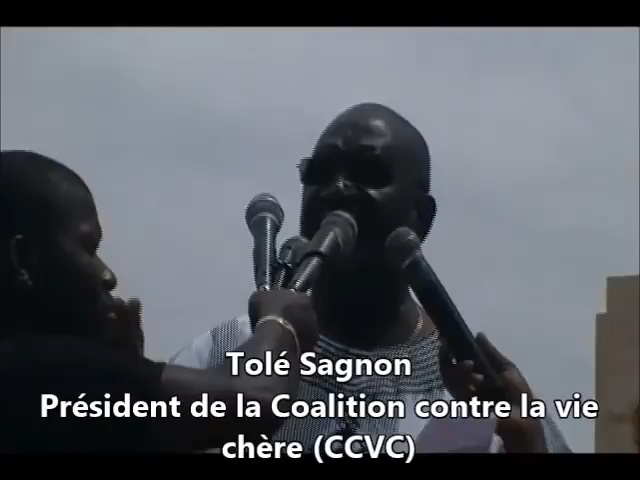 Tolé Sagnon
Président de la Coalition contre la vie
chère (CCVC)